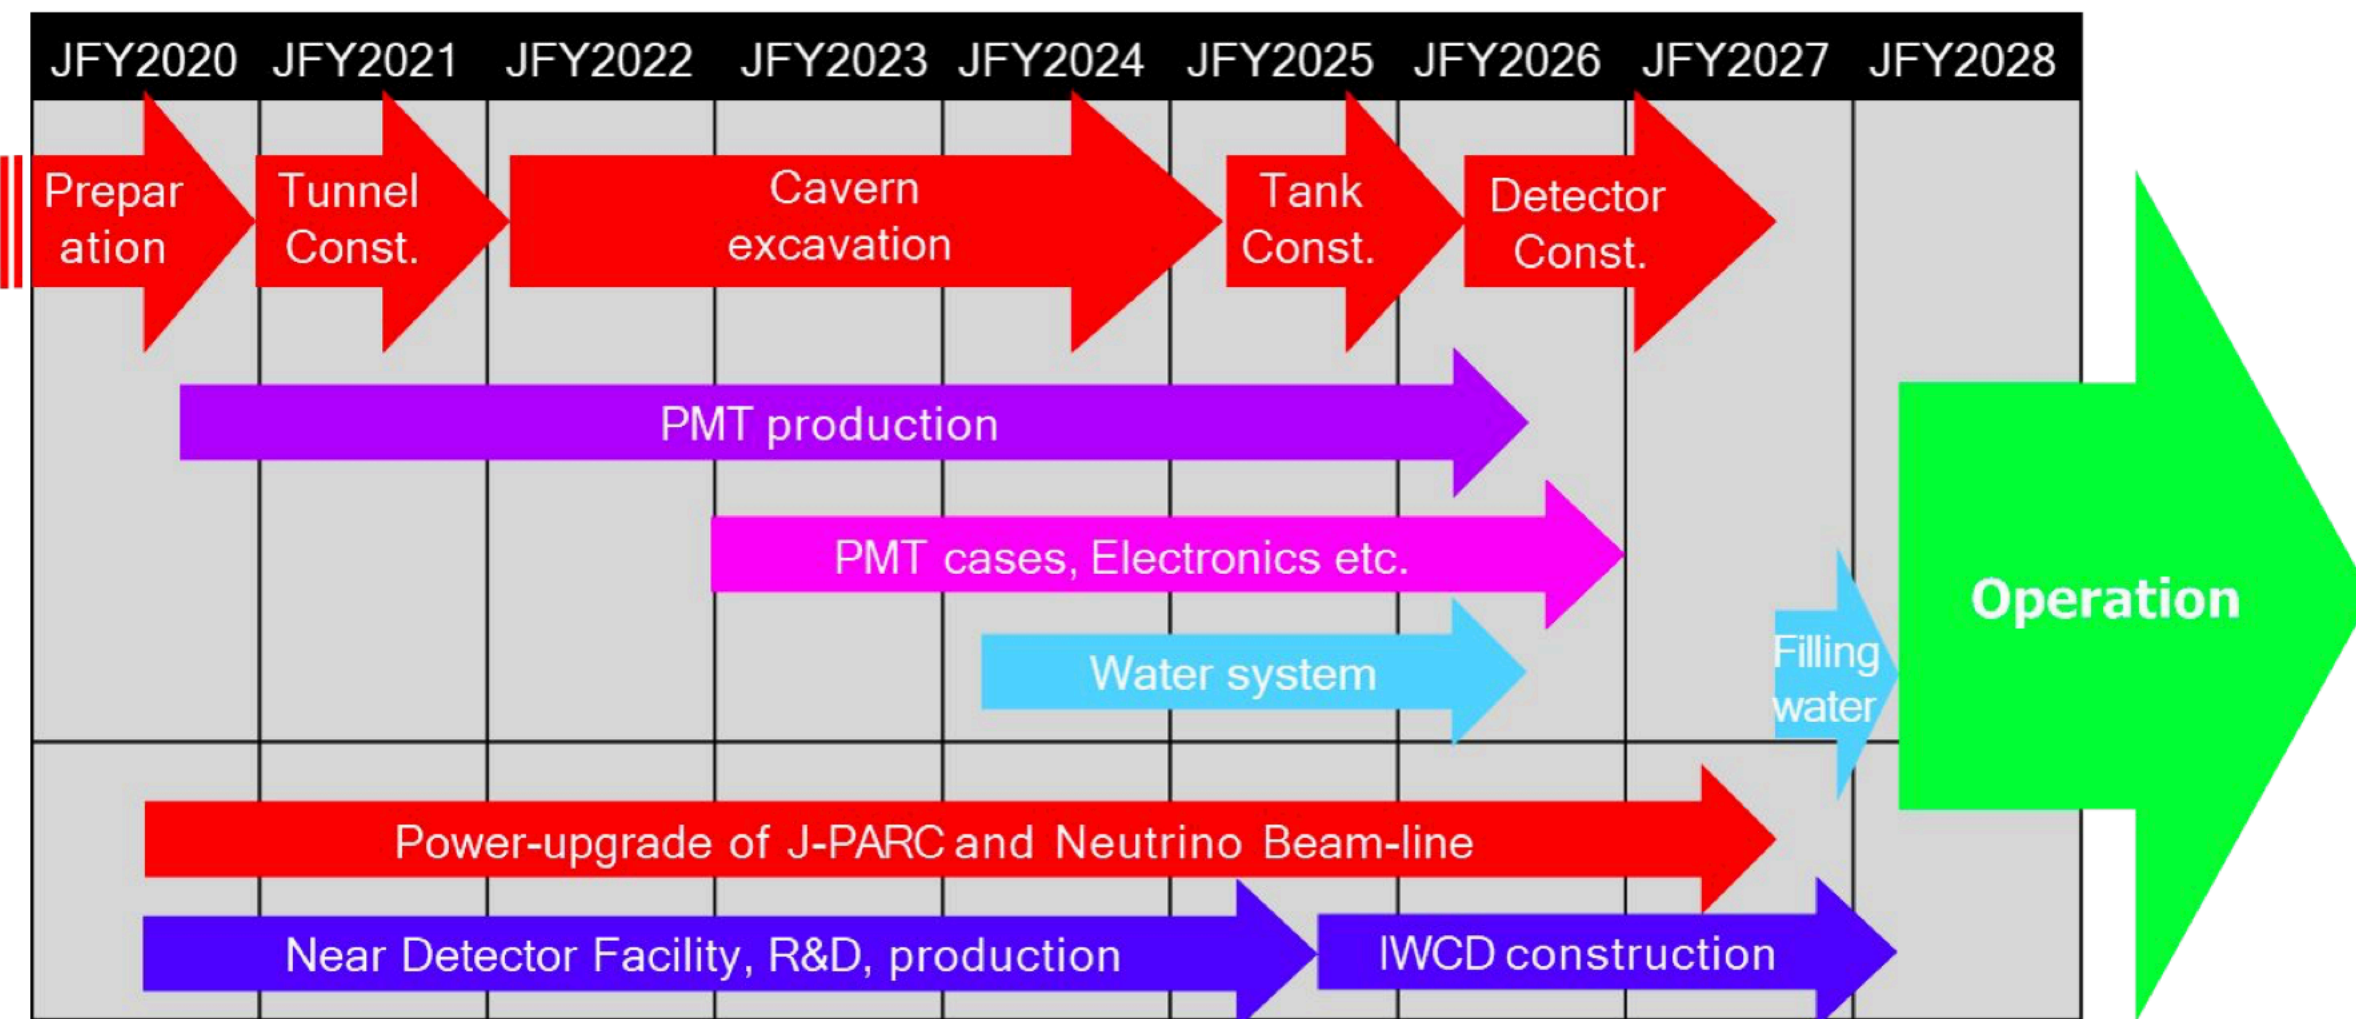 JFY2020 JFY2021 JFY2022 JFY2023 JFY2024 JFY2025 JFY2026 JFY2027 JFY2028
Prepar
ation
Tunnel
Const.
Cavern
excavation
Tank
Const.
Detector
Const.
PMT production
PMT cases, Electronics etc.
Water system
Filling
water
Operation
Power-upgrade of J-PARC and Neutrino Beam-line
Near Detector Facility, R&D, production
IWCD construction